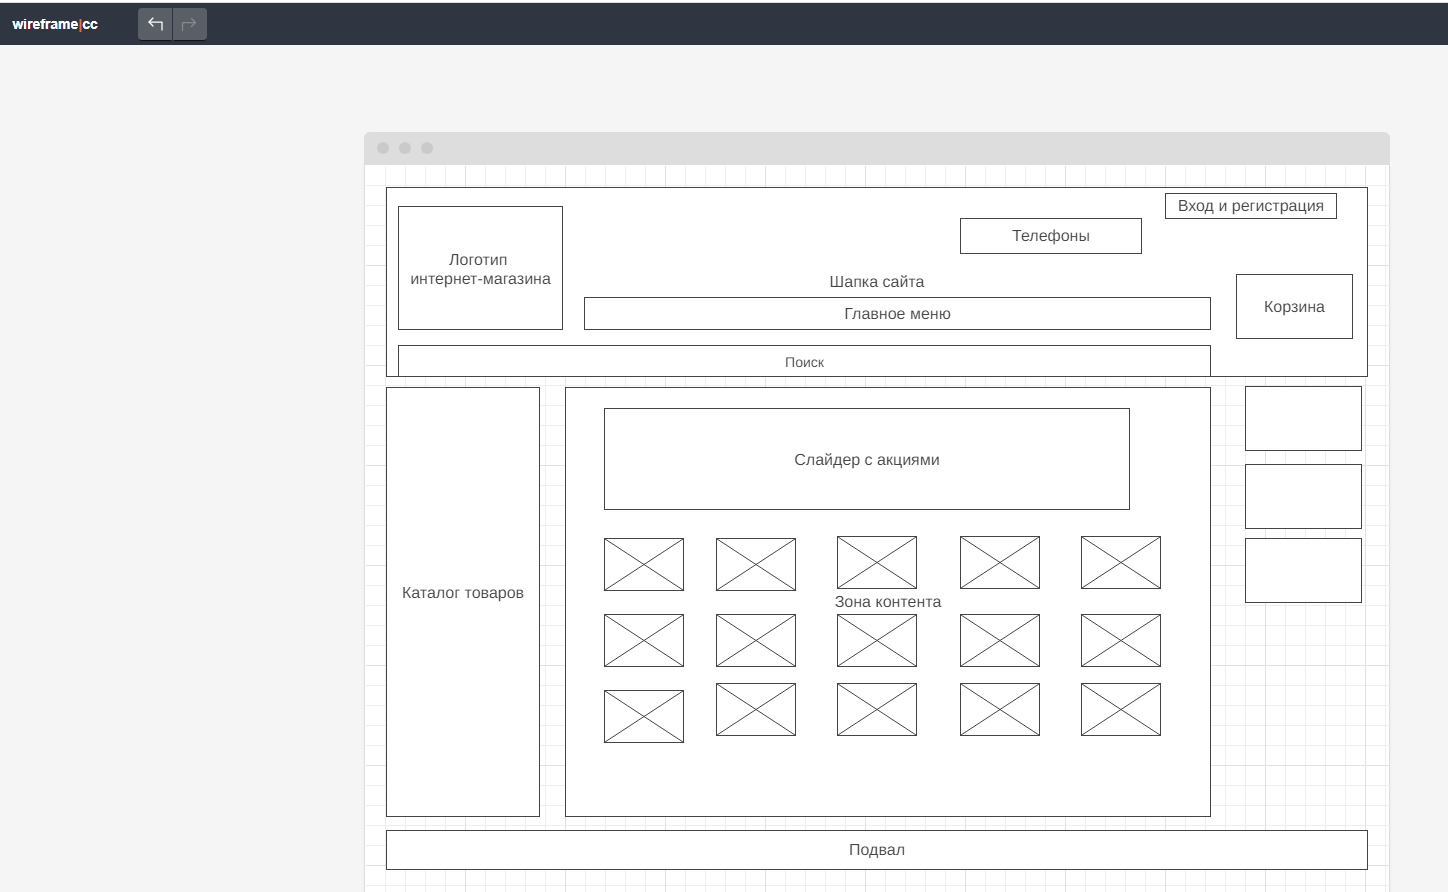 wireframe|cc
Вход и регистрация
Телефоны
Логотип
интернет-магазина
Шапка сайта
Главное меню
Корзина
Поиск
Слайдер с акциями
Каталог товаров
Зона контента
Подвал